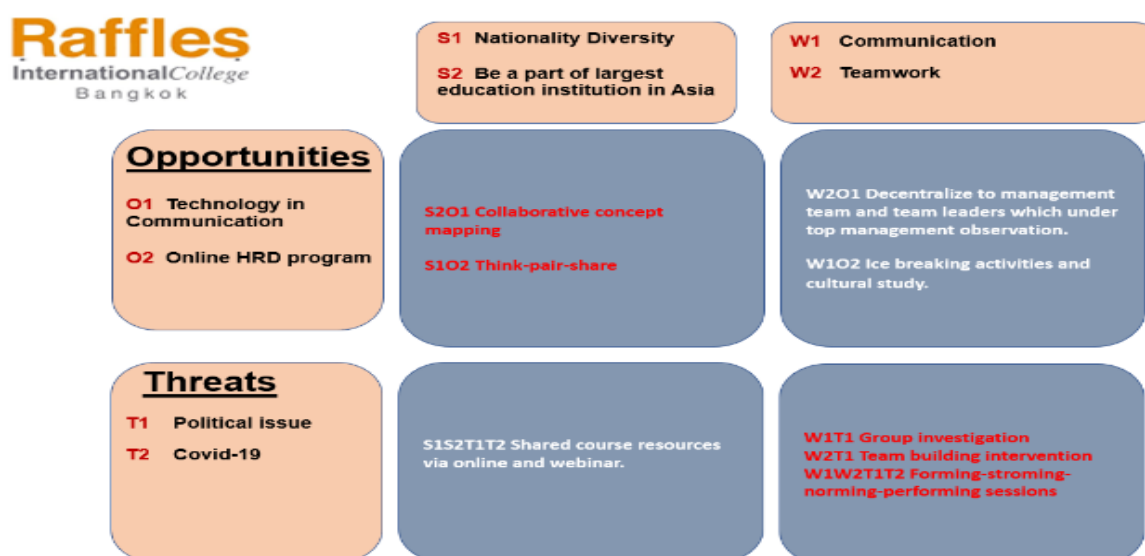 Raffles
InternationalCollege
Bangkok
S1 Nationality Diversity
S2 Be a part of largest
education institution in Asia
W1 Communication
W2 Teamwork
Opportunities
O1 Technology in
Communication
O2 Online HRD program
S2O1 Collaborative concept
mapping
S1O2 Think-pair-share
W2O1 Decentralize to management
team and team leaders which under
top management observation.
W1O2 Ice breaking activities and
cultural study.
Threats
T1 Political issue
T2 Covid-19
S1S2T1T2 Shared course resources
via online and webinar.
W1T1 Group investigation
W2T1 Team building intervention
W1W2T1T2 Forming-stroming-
norming-performing sessions